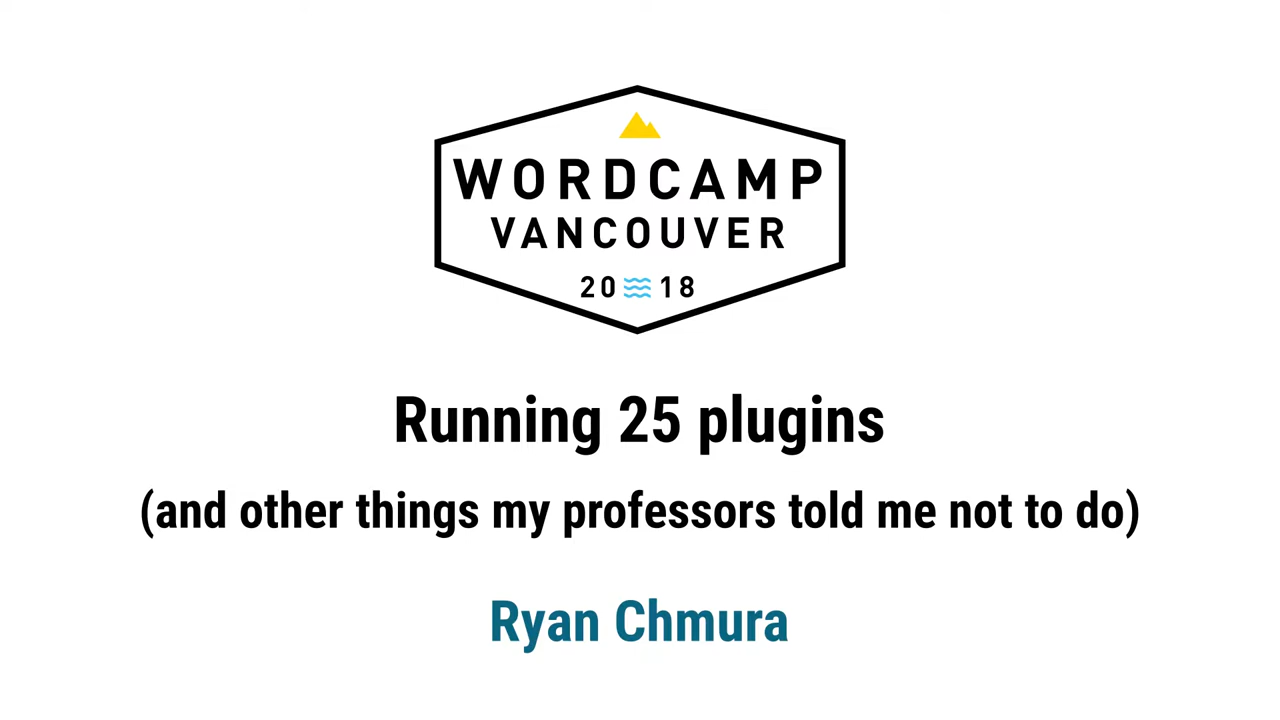 WORDCAMP
VANCOUVER
20 18
Running 25 plugins
(and other things my professors told me not to do)
Ryan Chmura